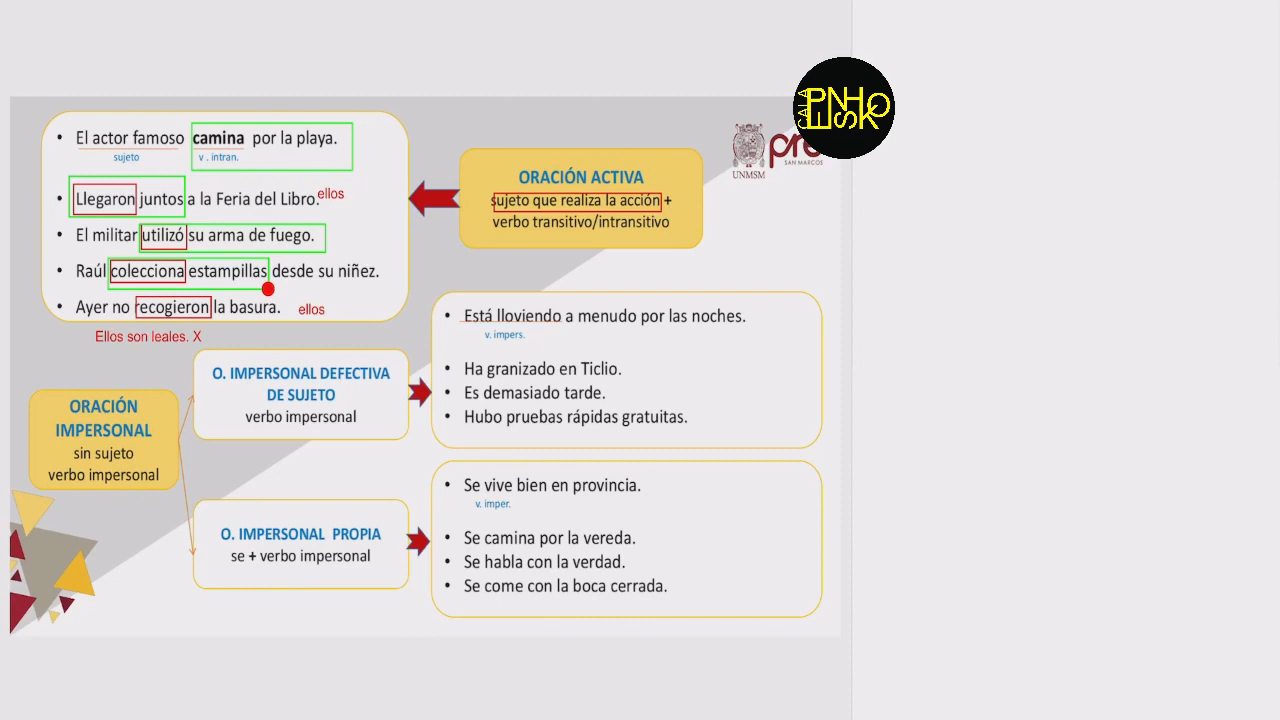 • El actor famoso camina por la playa.
sujeto v . intran.
• Llegaron juntos a la Feria del Libro. ellos
• El militar utilizó su arma de fuego.
• Raúl colecciona estampillas desde su niñez.
• Ayer no recogieron la basura. ellos
Ellos son leales. X
ORACIÓN ACTIVA
sujeto que realiza la acción +
verbo transitivo/intransitivo
UNMSM
SAN MARCOS
ORACIÓN
IMPERSONAL
sin sujeto
verbo impersonal
O. IMPERSONAL DEFECTIVA
DE SUJETO
verbo impersonal
• Está lloviendo a menudo por las noches.
v. impers.
• Ha granizado en Ticlio.
• Es demasiado tarde.
• Hubo pruebas rápidas gratuitas.
O. IMPERSONAL PROPIA
se + verbo impersonal
• Se vive bien en provincia.
v. imper.
• Se camina por la vereda.
• Se habla con la verdad.
• Se come con la boca cerrada.